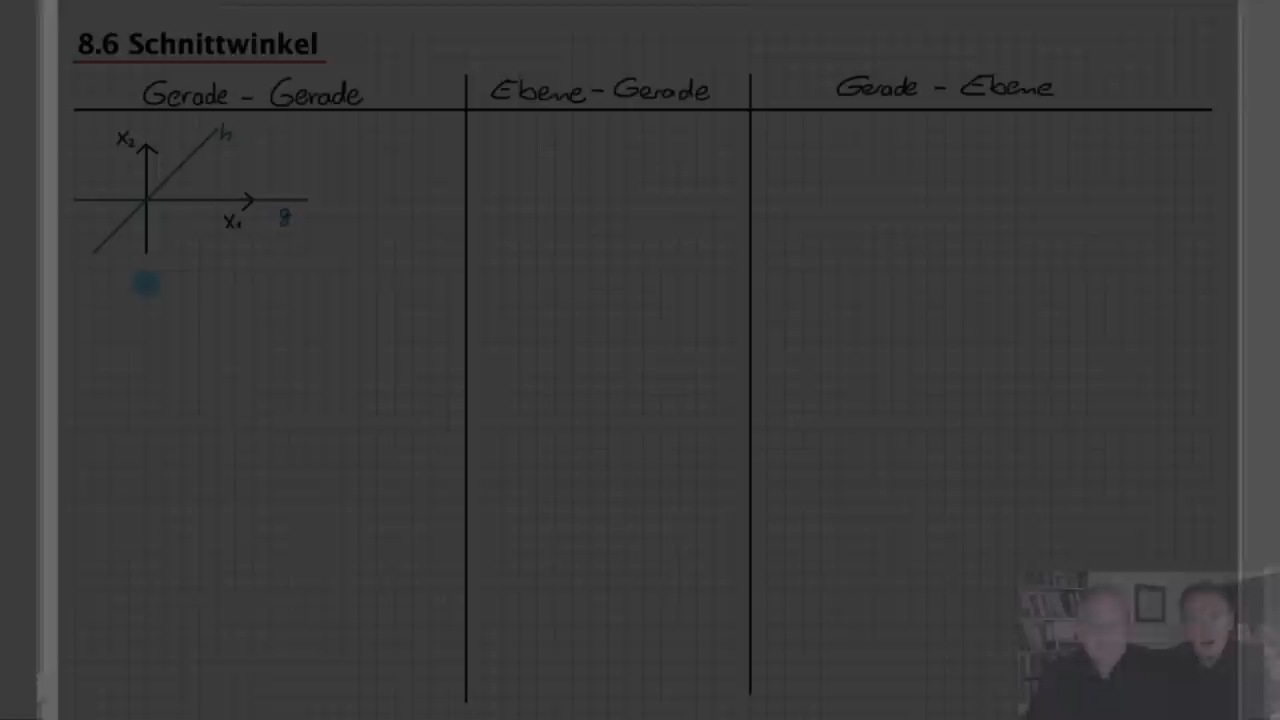 8.6 Schnittwinkel
Gerade - Gerade
Ebene - Gerade
Gerade - Ebene
x₂
h
x₁
g